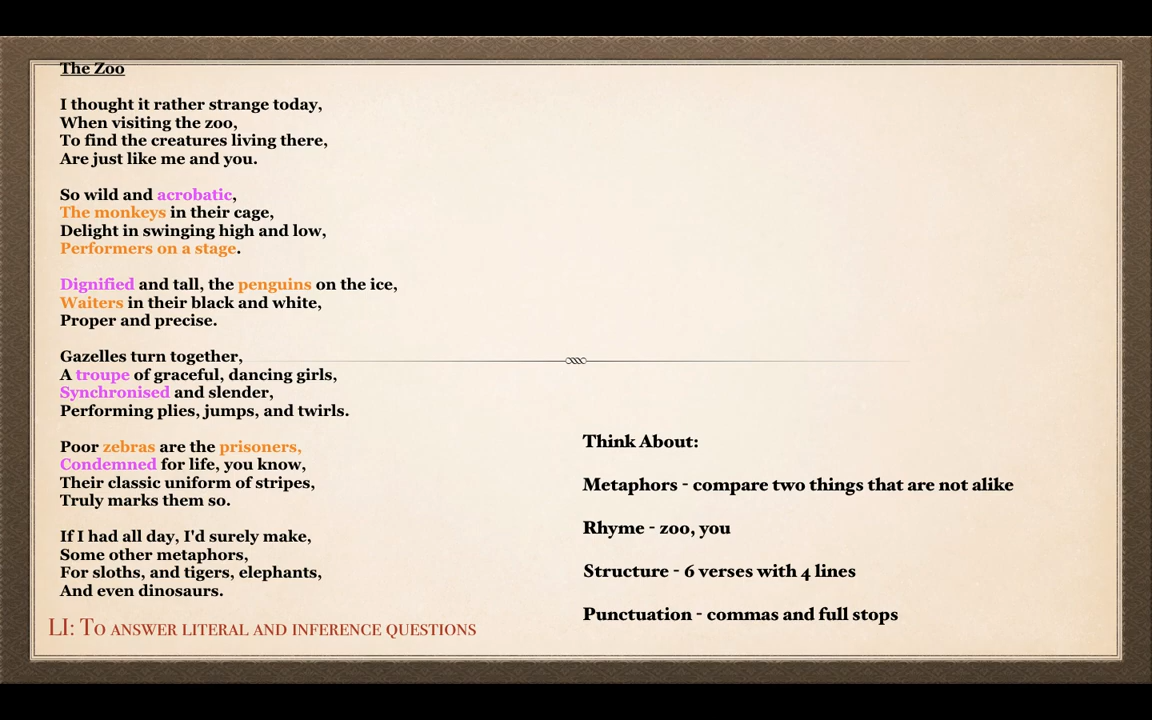 The Zoo
I thought it rather strange today,
When visiting the zoo,
To find the creatures living there,
Are just like me and you.
So wild and acrobatic,
The monkeys in their cage,
Delight in swinging high and low,
Performers on a stage.
Dignified and tall, the penguins on the ice,
Waiters in their black and white,
Proper and precise.
Gazelles turn together,
A troupe of graceful, dancing girls,
Synchronised and slender,
Performing plies, jumps, and twirls.
Poor zebras are the prisoners,
Condemned for life, you know,
Their classic uniform of stripes,
Truly marks them so.
If I had all day, I'd surely make,
Some other metaphors,
For sloths, and tigers, elephants,
And even dinosaurs.
LI: To answer literal and inference questions
Think About:
Metaphors - compare two things that are not alike
Rhyme - zoo, you
Structure - 6 verses with 4 lines
Punctuation - commas and full stops